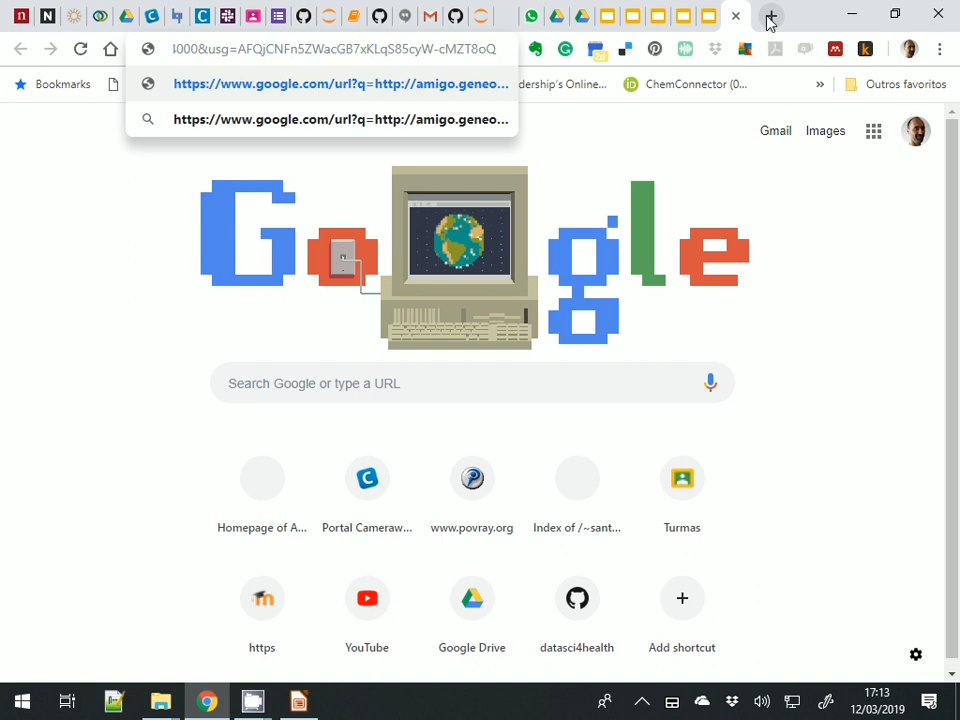 !000&usg=AFQjCNFn5ZWacGB7xKLqS85cyW-cMZT8oQ
https://www.google.com/url?q=http://amigo.geneo...
https://www.google.com/url?q=http://amigo.geneo...
Bookmarks
dership's Online...
ChemConnector (0...
»
Outros favoritos
Gmail
Images
Google
Search Google or type a URL
Homepage of A...
Portal Cameraw...
www.povray.org
Index of /~sant...
Turmas
https
YouTube
Google Drive
datasci4health
Add shortcut
17:13
12/03/2019